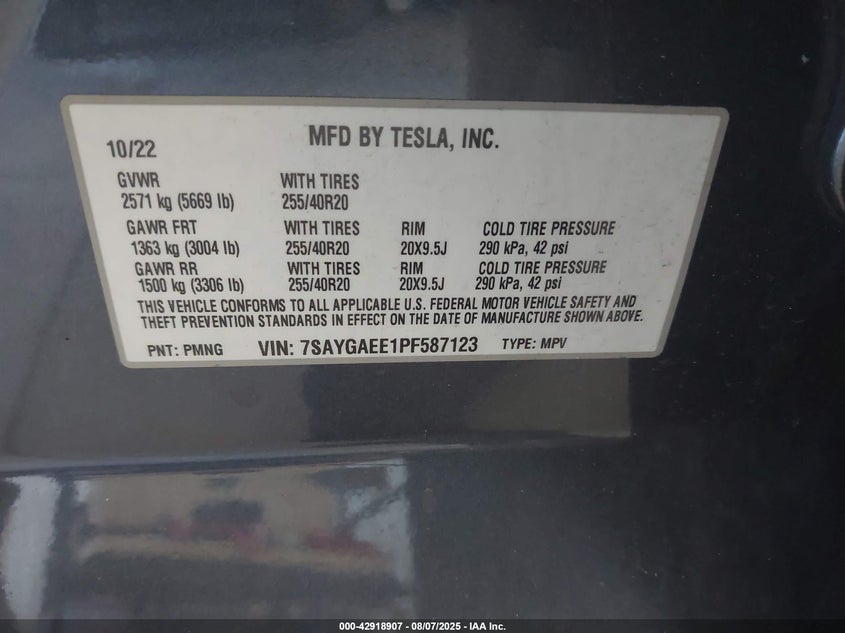 MFD BY TESLA, INC.
10/22
GVWR WITH TIRES
2571 kg (5669 lb) 255/40R20
GAWR FRT WITH TIRES RIM COLD TIRE PRESSURE
1363 kg (3004 lb) 255/40R20 20X9.5J 290 kPa, 42 psi
GAWR RR WITH TIRES RIM COLD TIRE PRESSURE
1500 kg (3306 lb) 255/40R20 20X9.5J 290 kPa, 42 psi
THIS VEHICLE CONFORMS TO ALL APPLICABLE U.S. FEDERAL MOTOR VEHICLE SAFETY AND
THEFT PREVENTION STANDARDS IN EFFECT ON THE DATE OF MANUFACTURE SHOWN ABOVE.
PNT: PMNG VIN: 7SAYGAEE1PF587123 TYPE: MPV
000-42918907 - 08/07/2025 - IAA Inc.